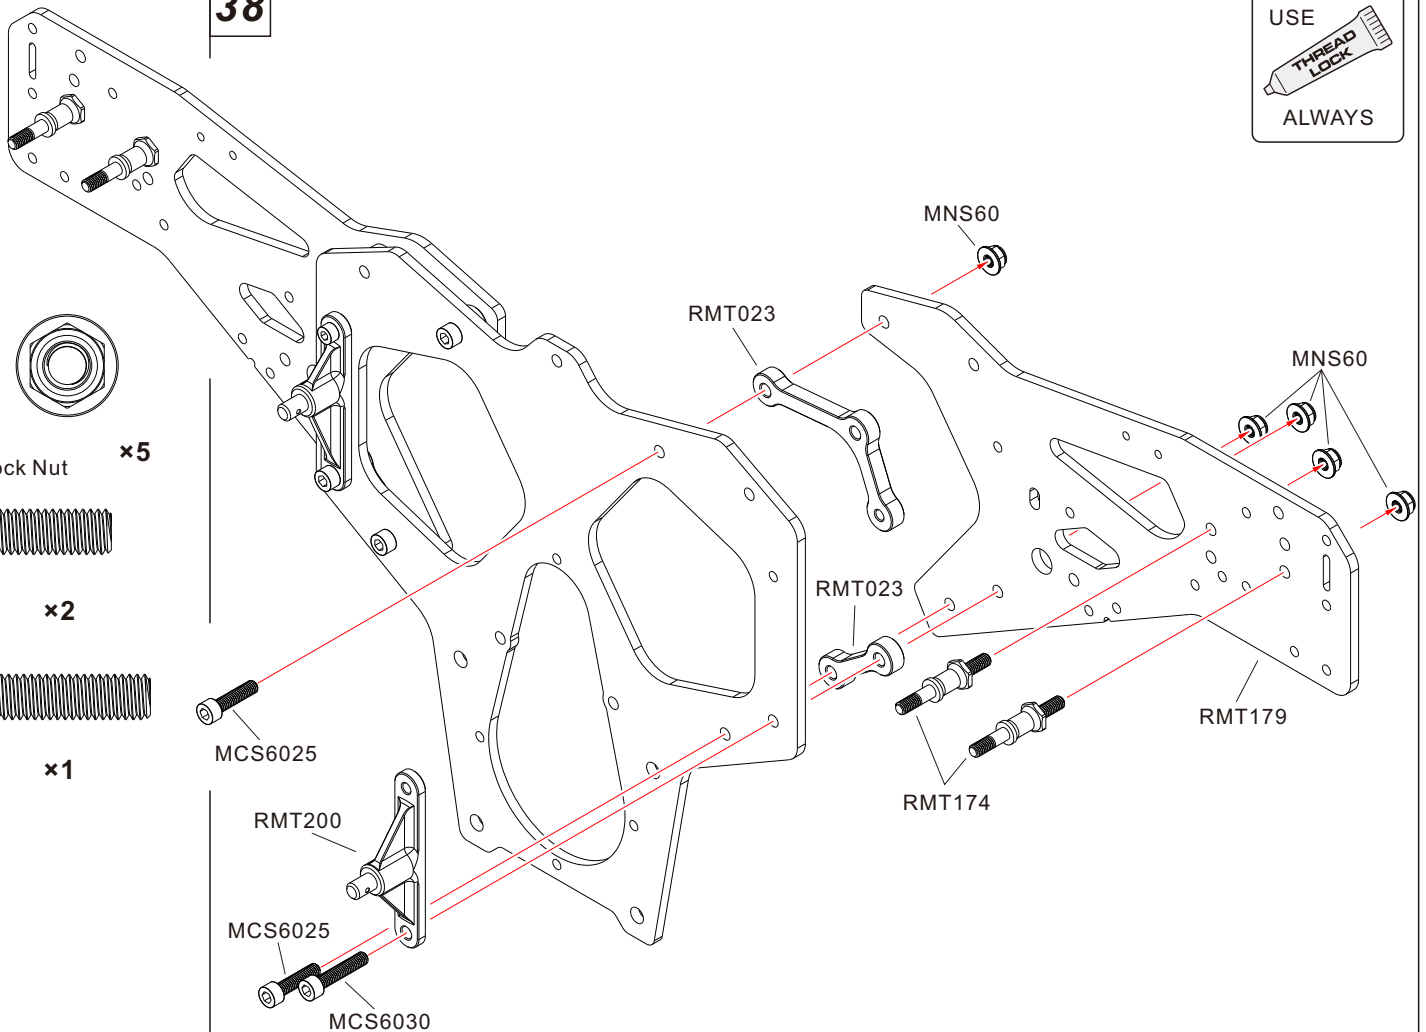 38
USE
THREAD
LOCK
ALWAYS
MNS60
RMT023
MNS60
×5
ock Nut
×2
RMT023
RMT179
MCS6025
×1
RMT174
RMT200
MCS6025
MCS6030